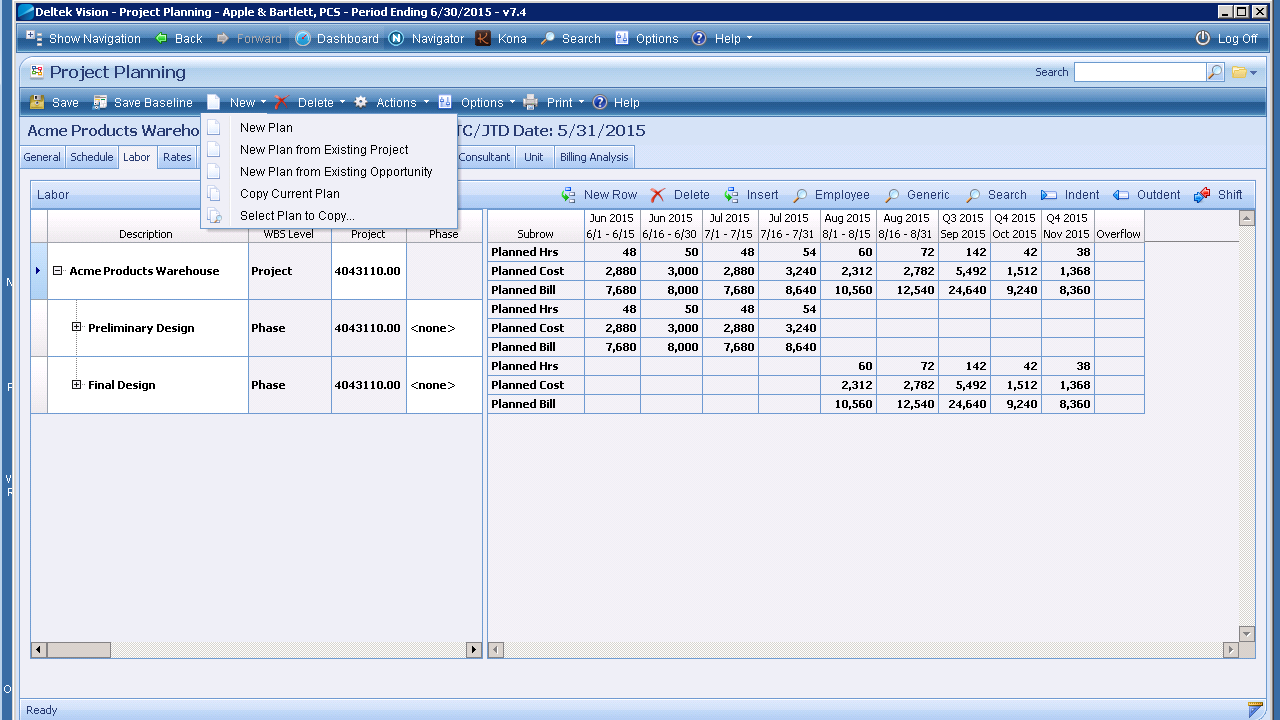 Deltek Vision - Project Planning - Apple & Bartlett, PCS - Period Ending 6/30/2015 - v7.4
Show Navigation Back Forward Dashboard Navigator Kona Search Options Help Log Off
Project Planning Search
Save Save Baseline New Delete Actions Options Print Help
Acme Products Wareho TC/JTD Date: 5/31/2015
New Plan
New Plan from Existing Project
New Plan from Existing Opportunity
Copy Current Plan
Select Plan to Copy...
General Schedule Labor Rates Consultant Unit Billing Analysis
Labor New Row Delete Insert Employee Generic Search Indent Outdent Shift
Jun 2015 Jun 2015 Jul 2015 Jul 2015 Aug 2015 Aug 2015 Q3 2015 Q4 2015 Q4 2015
Description WBS Level Project Phase Subrow 6/1 - 6/15 6/16 - 6/30 7/1 - 7/15 7/16 - 7/31 8/1 - 8/15 8/16 - 8/31 Sep 2015 Oct 2015 Nov 2015 Overflow
Planned Hrs 48 50 48 54 60 72 142 42 38
Acme Products Warehouse Project 4043110.00 Planned Cost 2,880 3,000 2,880 3,240 2,312 2,782 5,492 1,512 1,368
Planned Bill 7,680 8,000 7,680 8,640 10,560 12,540 24,640 9,240 8,360
Planned Hrs 48 50 48 54
Preliminary Design Phase 4043110.00 <none> Planned Cost 2,880 3,000 2,880 3,240
Planned Bill 7,680 8,000 7,680 8,640
Planned Hrs 60 72 142 42 38
Final Design Phase 4043110.00 <none> Planned Cost 2,312 2,782 5,492 1,512 1,368
Planned Bill 10,560 12,540 24,640 9,240 8,360
Ready